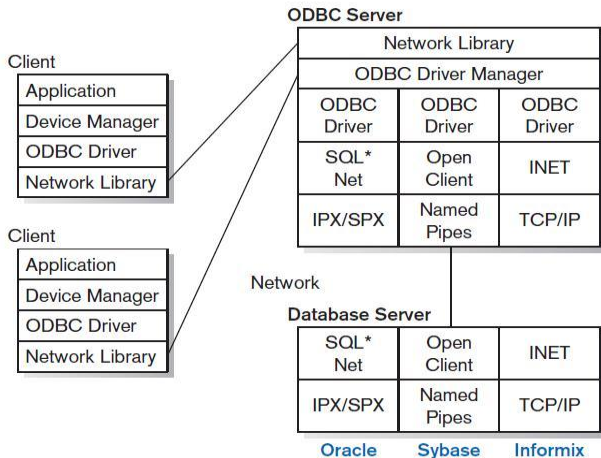 ODBC Server
Network Library
ODBC Driver Manager
ODBC
Driver
ODBC
Driver
ODBC
Driver
SQL*
Net
Open
Client
INET
IPX/SPX
Named
Pipes
TCP/IP
Client
Application
Device Manager
ODBC Driver
Network Library
Client
Application
Device Manager
ODBC Driver
Network Library
Network
Database Server
SQL*
Net
Open
Client
INET
IPX/SPX
Named
Pipes
TCP/IP
Oracle
Sybase
Informix